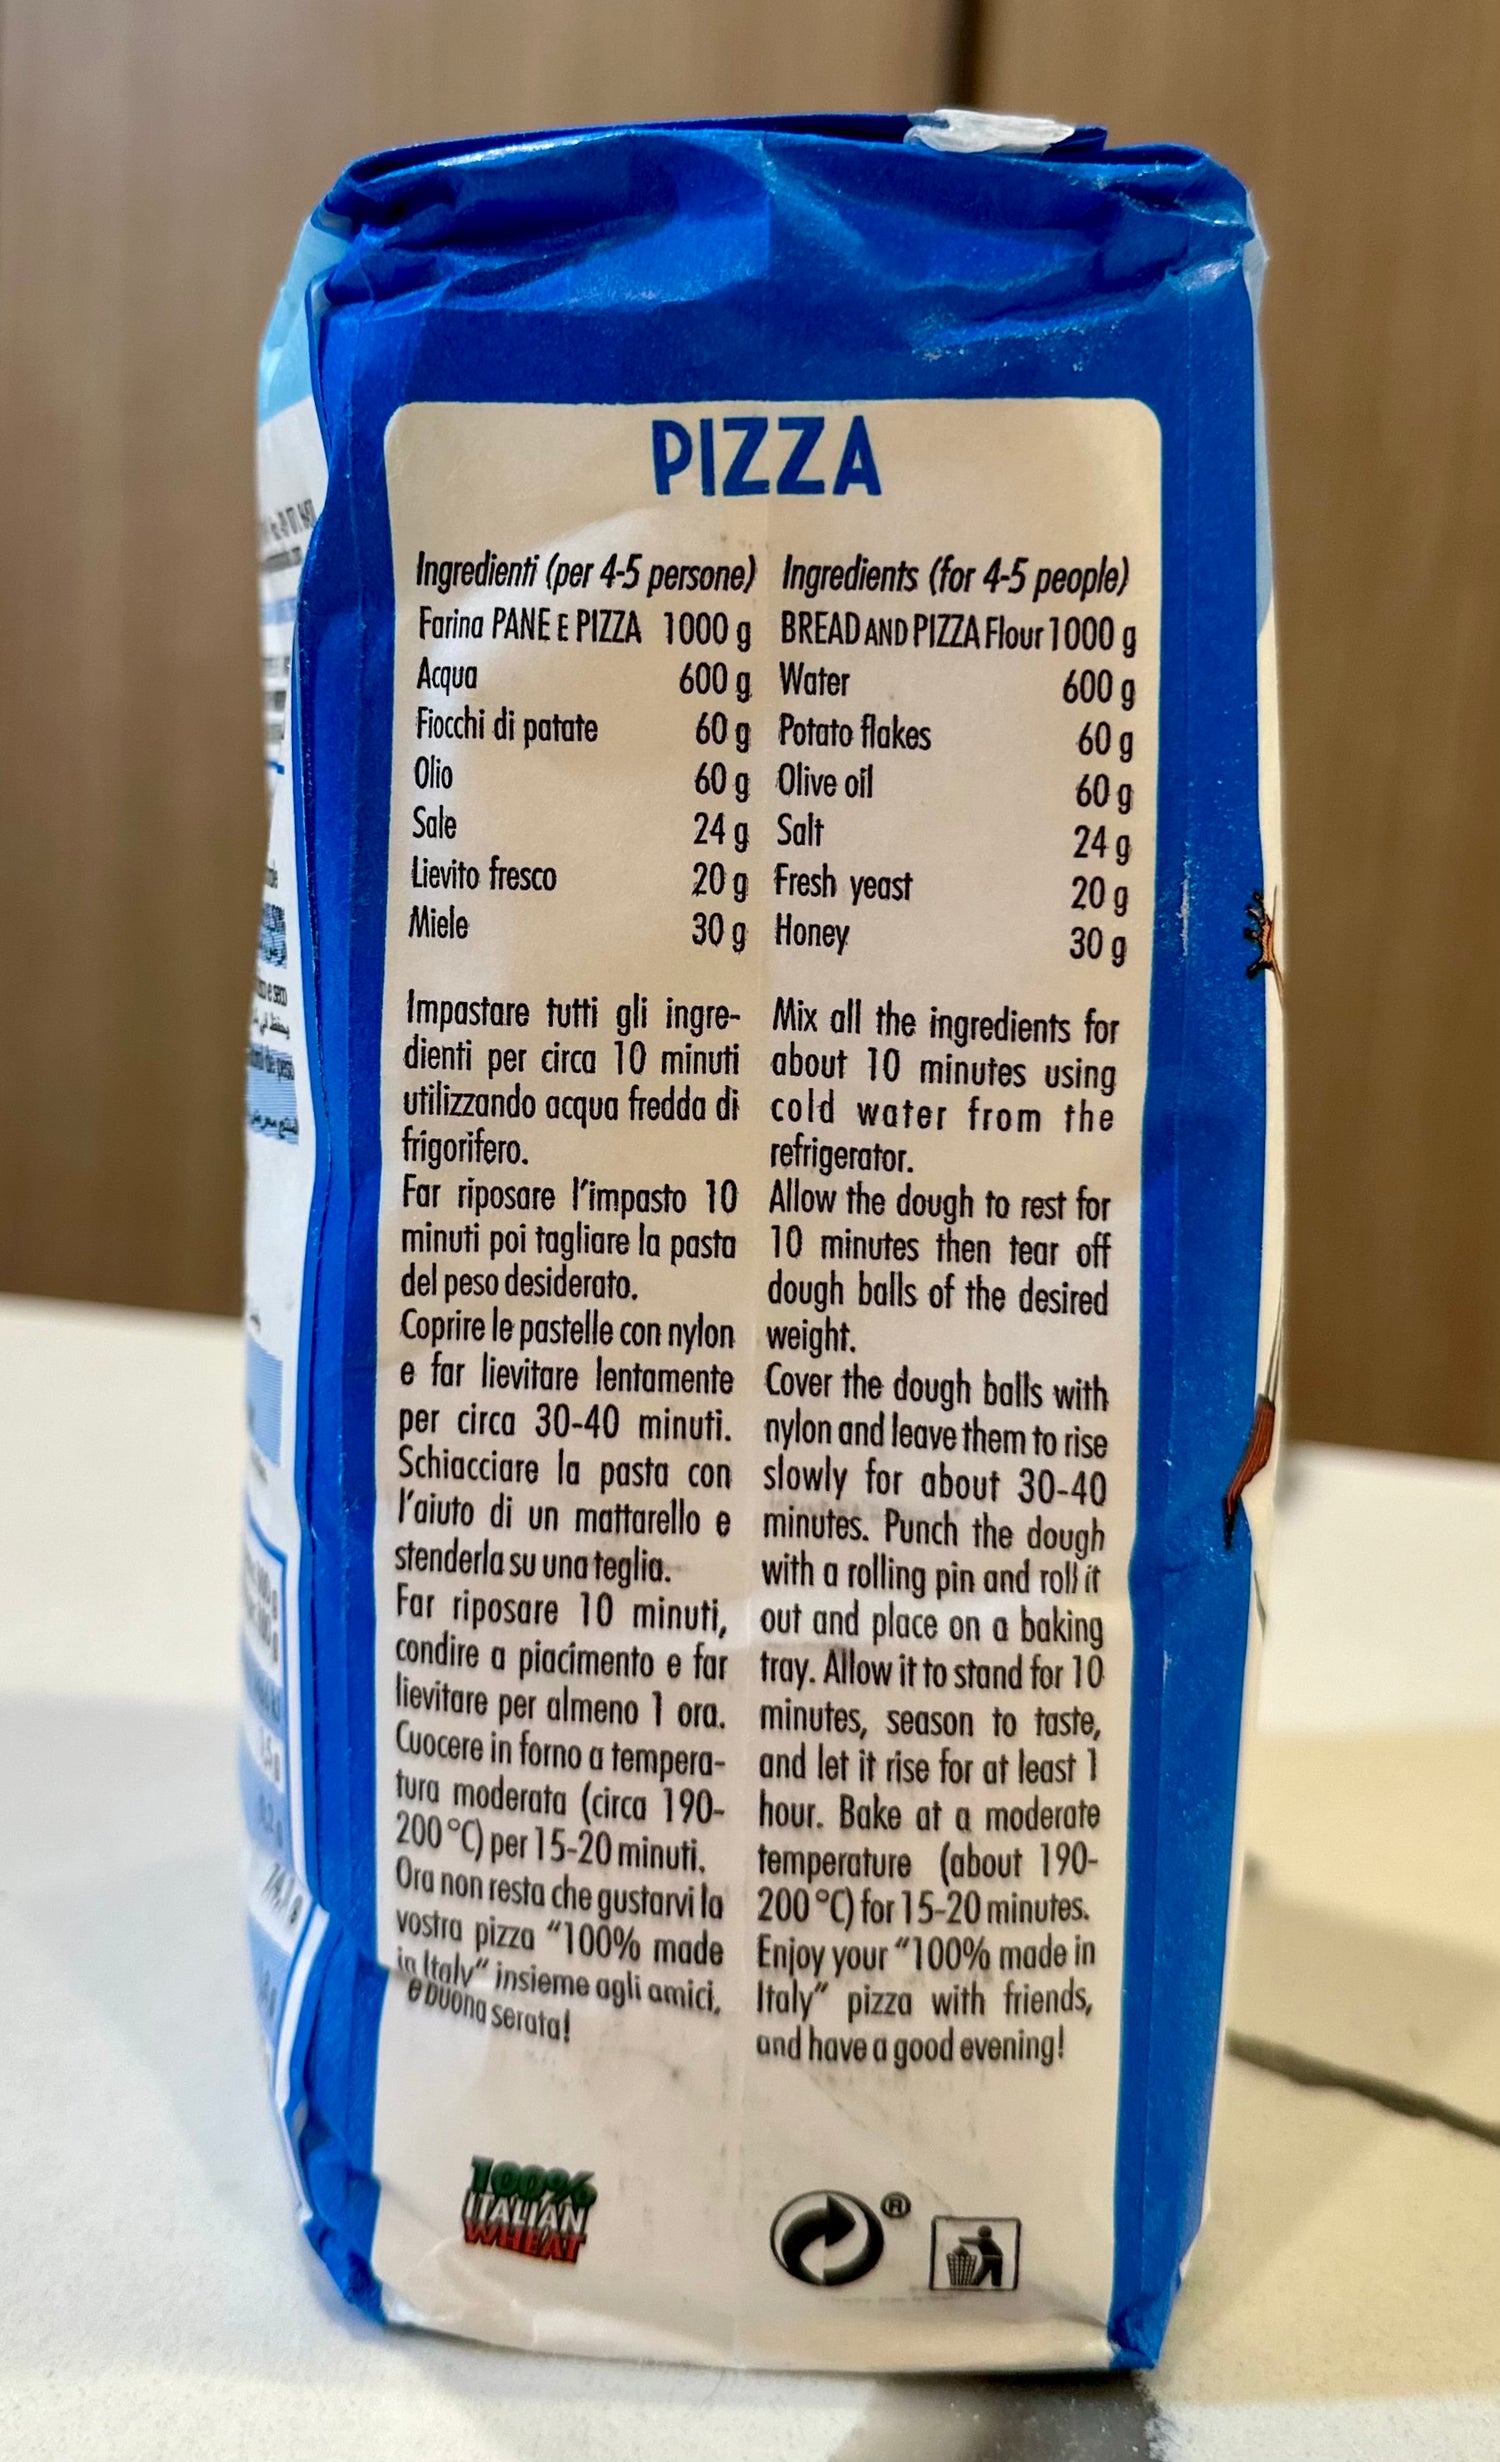 PIZZA
Ingredienti (per 4-5 persone)
Farina PANE E PIZZA 1000 g
Acqua 600 g
Fiocchi di patate 60 g
Olio 60 g
Sale 24 g
Lievito fresco 20 g
Miele 30 g
Impastare tutti gli ingre-
dienti per circa 10 minuti
utilizzando acqua fredda di
frigorifero.
Far riposare l'impasto 10
minuti poi tagliare la pasta
del peso desiderato.
Coprire le pastelle con nylon
e far lievitare lentamente
per circa 30-40 minuti.
Schiacciare la pasta con
l'aiuto di un mattarello e
stenderla su una teglia.
Far riposare 10 minuti,
condire a piacimento e far
lievitare per almeno 1 ora.
Cuocere in forno a tempera-
tura moderata (circa 190-
200 °C) per 15-20 minuti.
Ora non resta che gustarvi la
vostra pizza “100% made
in Italy” insieme agli amici,
e buona serata!
Ingredients (for 4-5 people)
BREAD AND PIZZA Flour 1000 g
Water 600 g
Potato flakes 60 g
Olive oil 60 g
Salt 24 g
Fresh yeast 20 g
Honey 30 g
Mix all the ingredients for
about 10 minutes using
cold water from the
refrigerator.
Allow the dough to rest for
10 minutes then tear off
dough balls of the desired
weight.
Cover the dough balls with
nylon and leave them to rise
slowly for about 30-40
minutes. Punch the dough
with a rolling pin and roll it
out and place on a baking
tray. Allow it to stand for 10
minutes, season to taste,
and let it rise for at least 1
hour. Bake at a moderate
temperature (about 190-
200 °C) for 15-20 minutes.
Enjoy your “100% made in
Italy” pizza with friends,
and have a good evening!
100%
ITALIAN
WHEAT
®